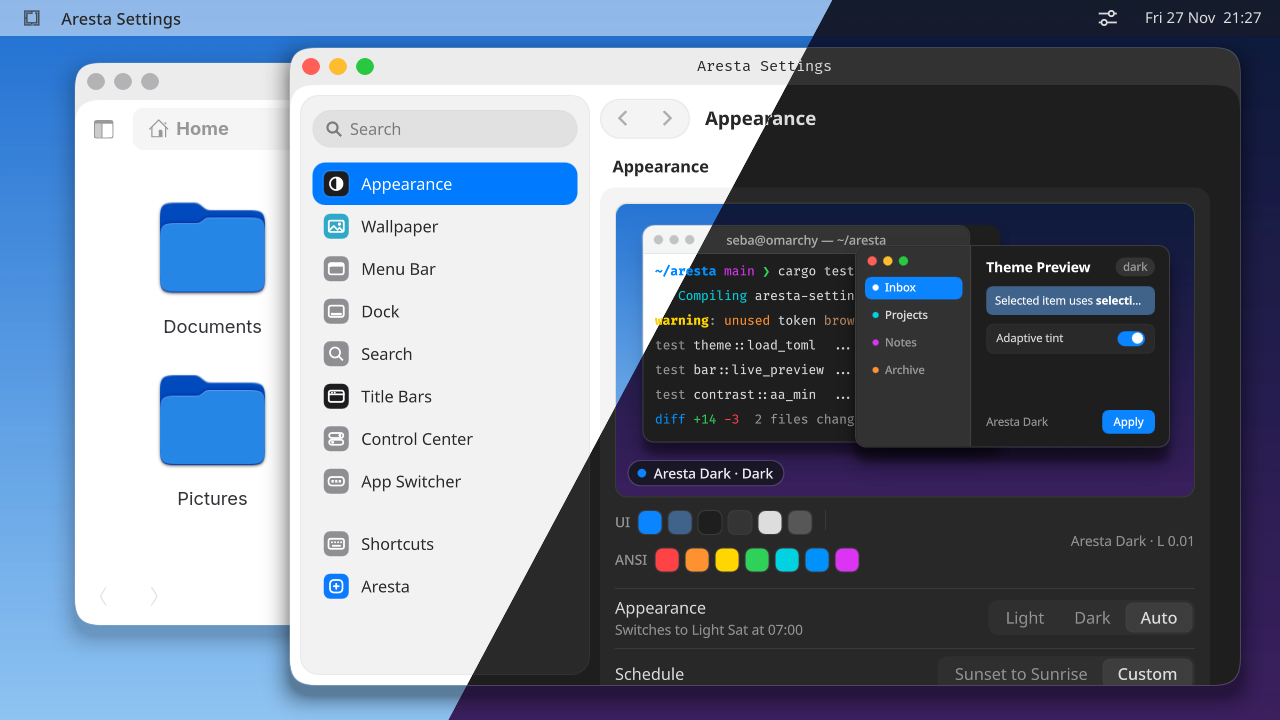 Aresta Settings
Fri 27 Nov 21:27
Home
Documents
Pictures
Aresta Settings
Search
Appearance
Wallpaper
Menu Bar
Dock
Search
Title Bars
Control Center
App Switcher
Shortcuts
Aresta
Appearance
Appearance
seba@omarchy — ~/aresta
~/aresta main ❯ cargo test
Compiling aresta-settin
warning: unused token brow
test theme::load_toml ...
test bar::live_preview ...
test contrast::aa_min ...
diff +14 -3 2 files chang
Inbox
Projects
Notes
Archive
Theme Preview dark
Selected item uses selecti...
Adaptive tint
Aresta Dark Apply
Aresta Dark · Dark
UI
ANSI
Aresta Dark · L 0.01
Appearance
Switches to Light Sat at 07:00
Light Dark Auto
Schedule
Sunset to Sunrise Custom